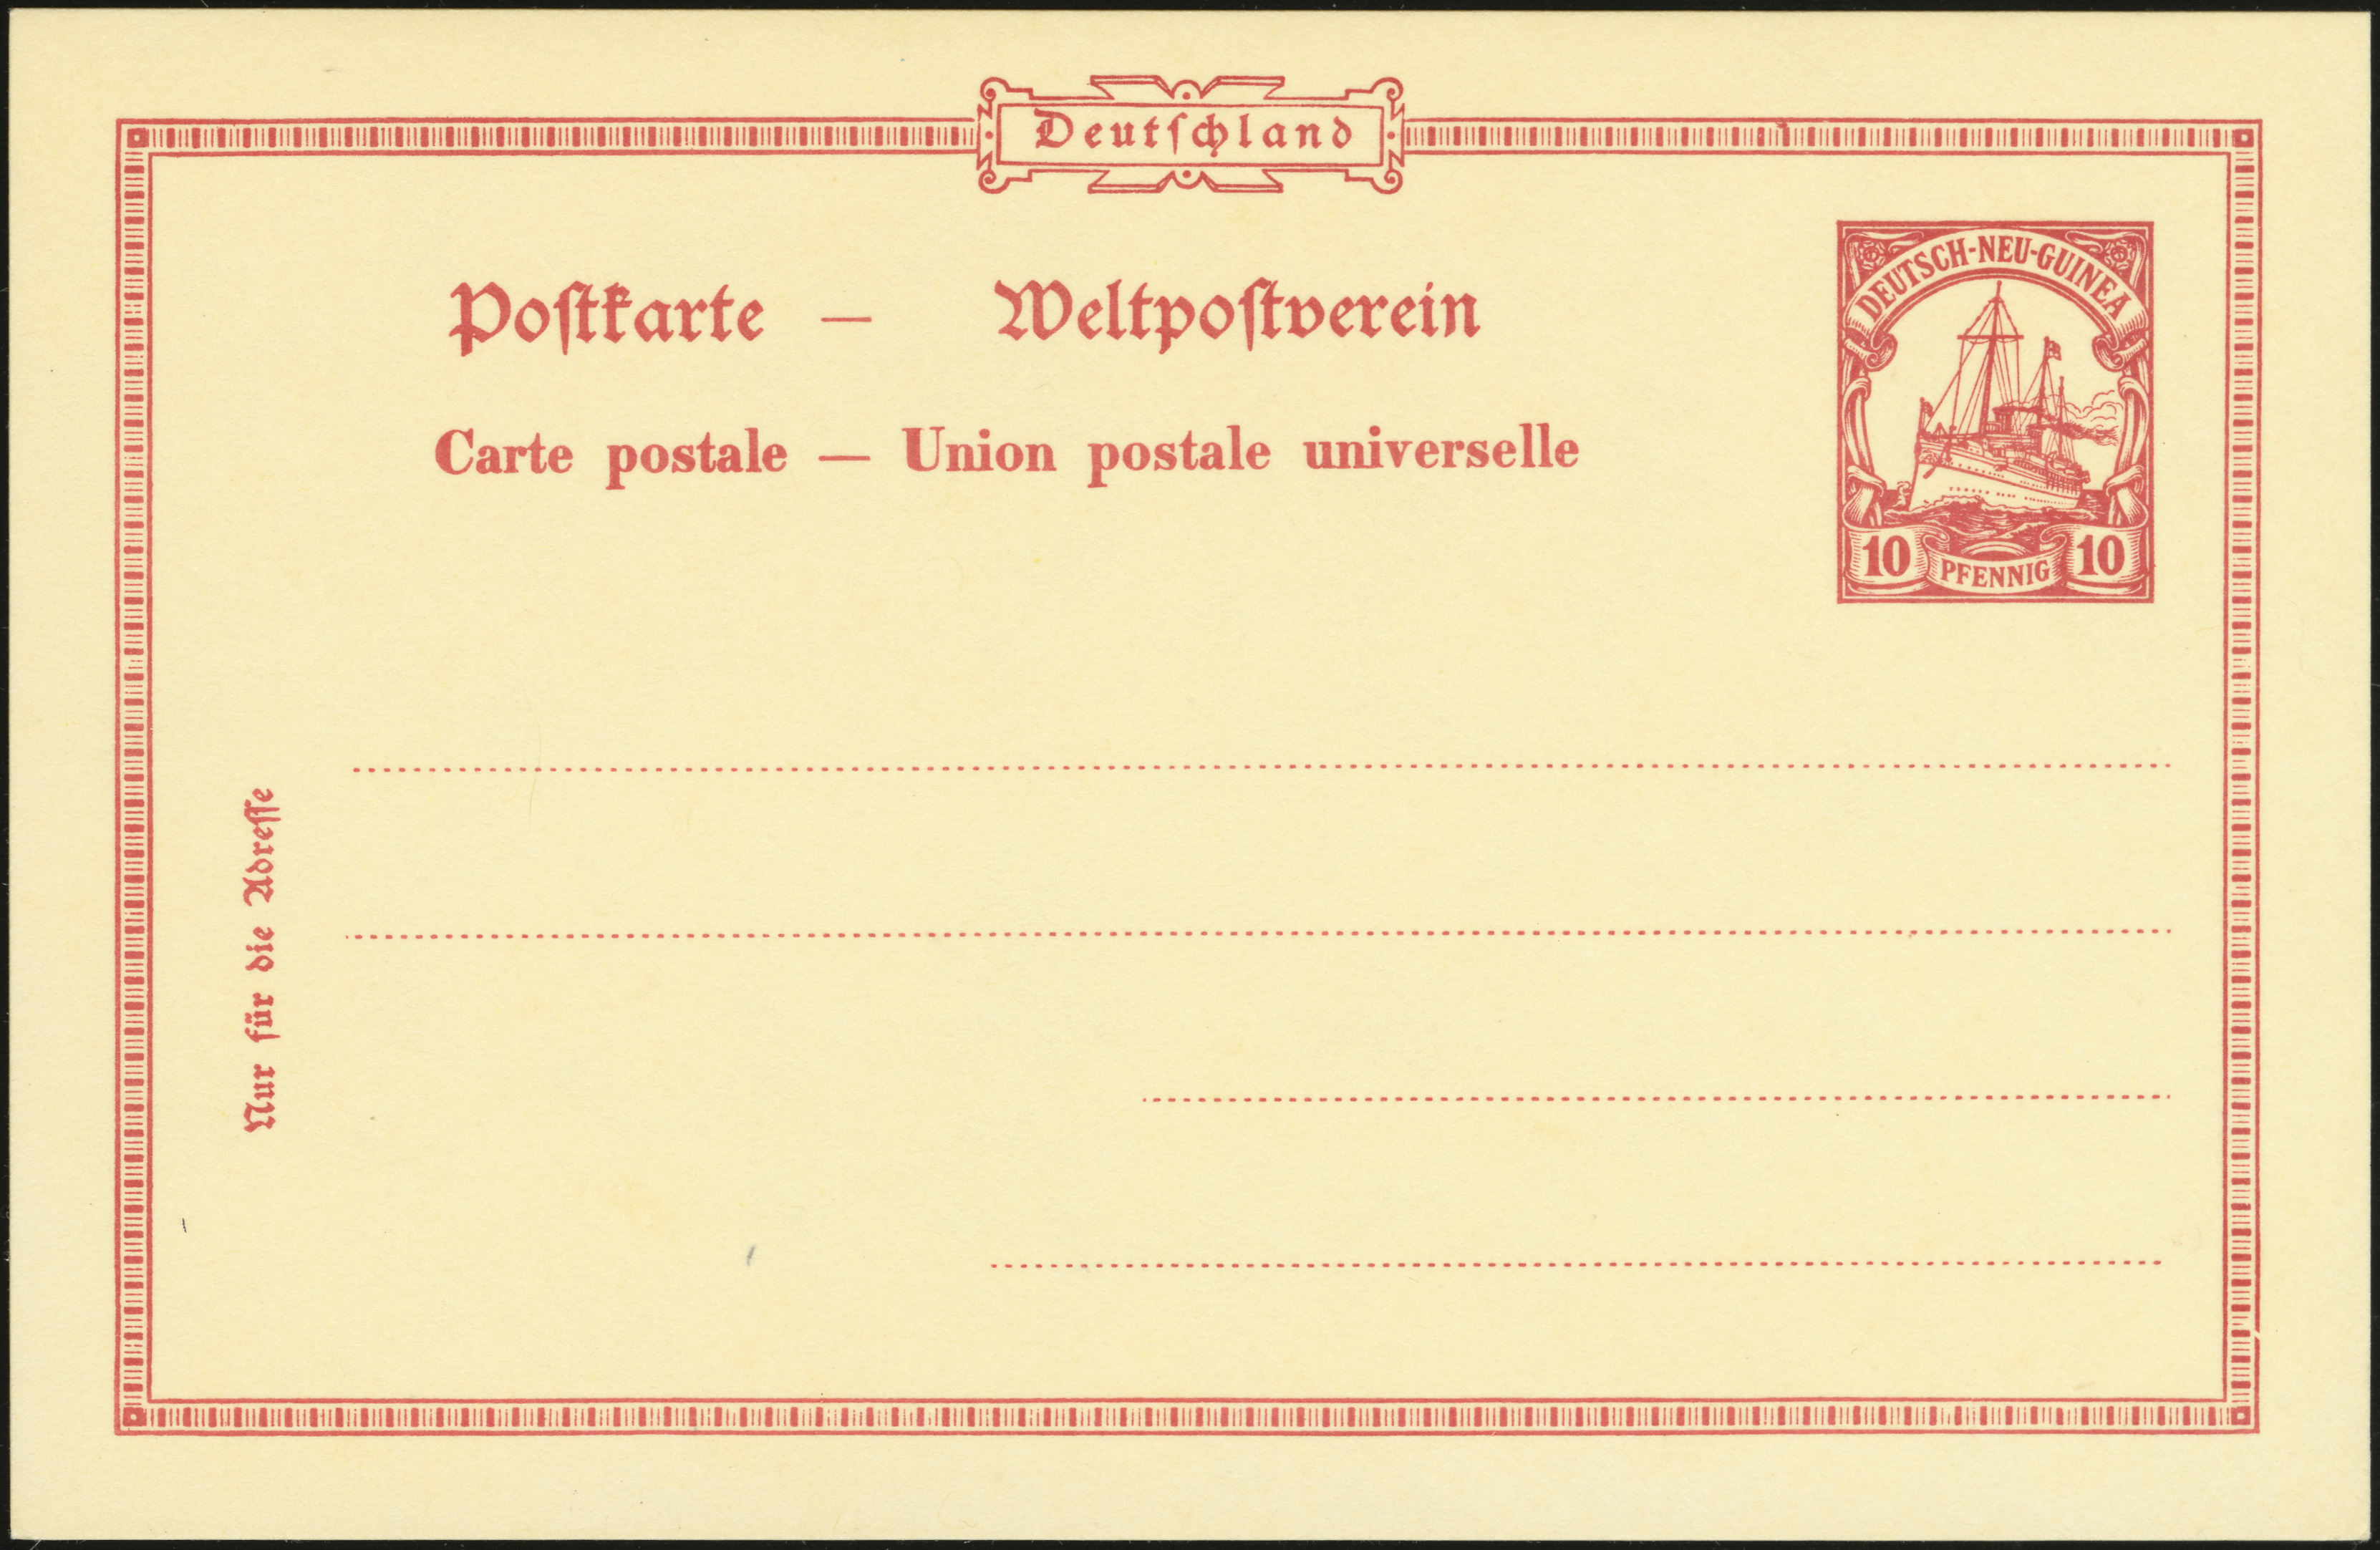 Deutſchland
Poſtkarte — Weltpoſtverein
Carte postale — Union postale universelle
DEUTSCH-NEU-GUINEA
10 PFENNIG 10
Nur für die Adreſſe